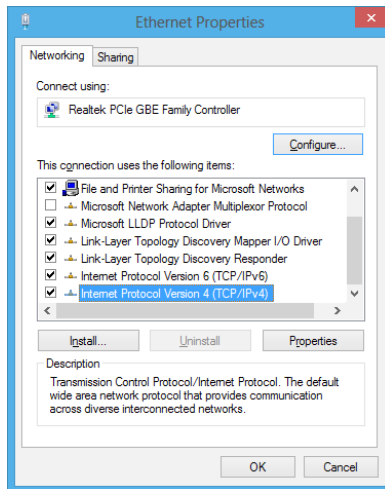 Ethernet Properties
Networking
Sharing
Connect using:
Realtek PCIe GBE Family Controller
Configure...
This connection uses the following items:
File and Printer Sharing for Microsoft Networks
Microsoft Network Adapter Multiplexor Protocol
Microsoft LLDP Protocol Driver
Link-Layer Topology Discovery Mapper I/O Driver
Link-Layer Topology Discovery Responder
Internet Protocol Version 6 (TCP/IPv6)
Internet Protocol Version 4 (TCP/IPv4)
Install...
Uninstall
Properties
Description
Transmission Control Protocol/Internet Protocol. The default
wide area network protocol that provides communication
across diverse interconnected networks.
OK
Cancel